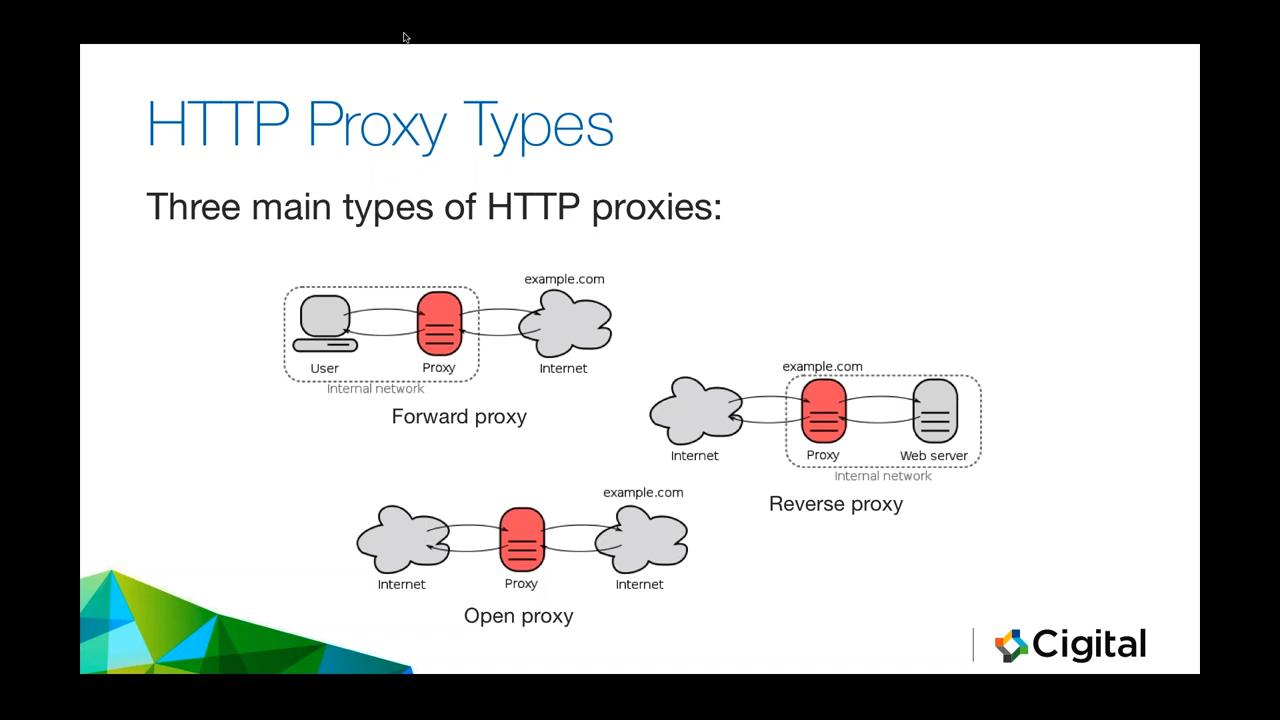 HTTP Proxy Types
Three main types of HTTP proxies:
example.com
User
Proxy
Internet
Internal network
Forward proxy
example.com
Internet
Proxy
Web server
Internal network
Reverse proxy
example.com
Internet
Proxy
Internet
Open proxy
Cigital